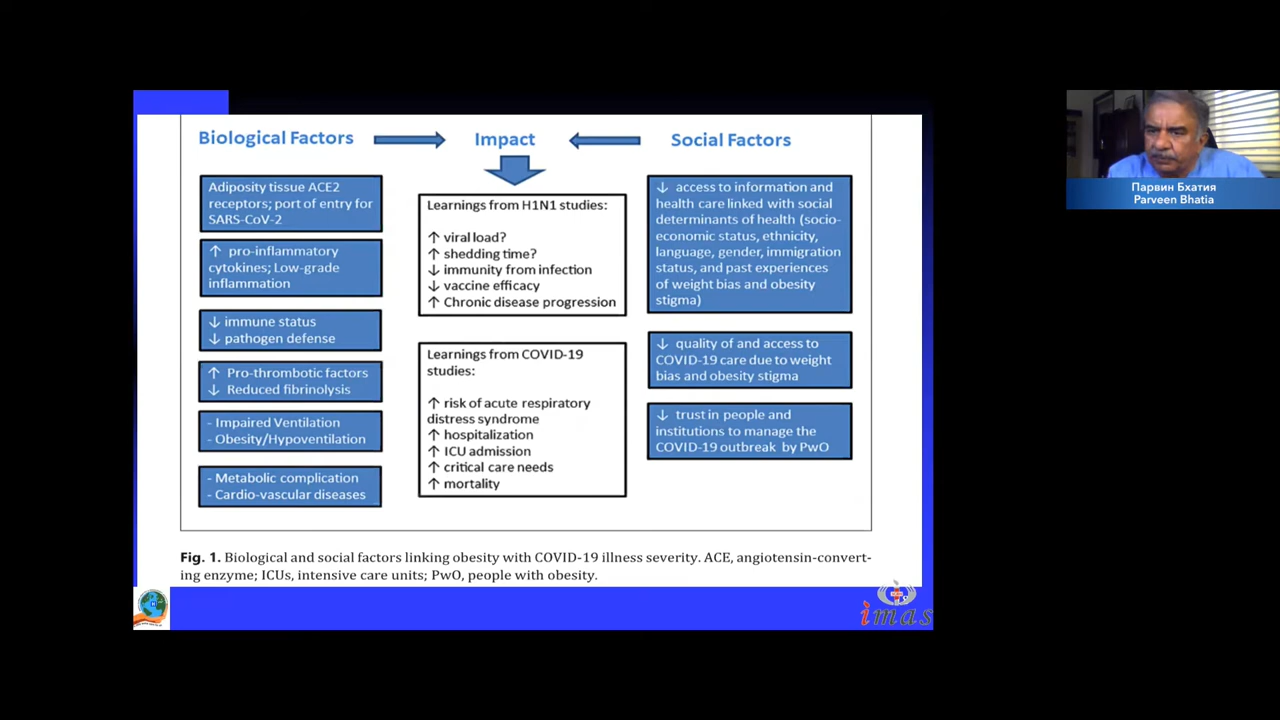 Biological Factors
Impact
Social Factors
Adiposity tissue ACE2
receptors; port of entry for
SARS-CoV-2
↑ pro-inflammatory
cytokines; Low-grade
inflammation
↓ immune status
↓ pathogen defense
↑ Pro-thrombotic factors
↓ Reduced fibrinolysis
- Impaired Ventilation
- Obesity/Hypoventilation
- Metabolic complication
- Cardio-vascular diseases
Learnings from H1N1 studies:
↑ viral load?
↑ shedding time?
↓ immunity from infection
↓ vaccine efficacy
↑ Chronic disease progression
Learnings from COVID-19
studies:
↑ risk of acute respiratory
distress syndrome
↑ hospitalization
↑ ICU admission
↑ critical care needs
↑ mortality
↓ access to information and
health care linked with social
determinants of health (socio-
economic status, ethnicity,
language, gender, immigration
status, and past experiences
of weight bias and obesity
stigma)
↓ quality of and access to
COVID-19 care due to weight
bias and obesity stigma
↓ trust in people and
institutions to manage the
COVID-19 outbreak by PwO
Fig. 1. Biological and social factors linking obesity with COVID-19 illness severity. ACE, angiotensin-convert-
ing enzyme; ICUs, intensive care units; PwO, people with obesity.
imas
Парвин Бхатия
Parveen Bhatia